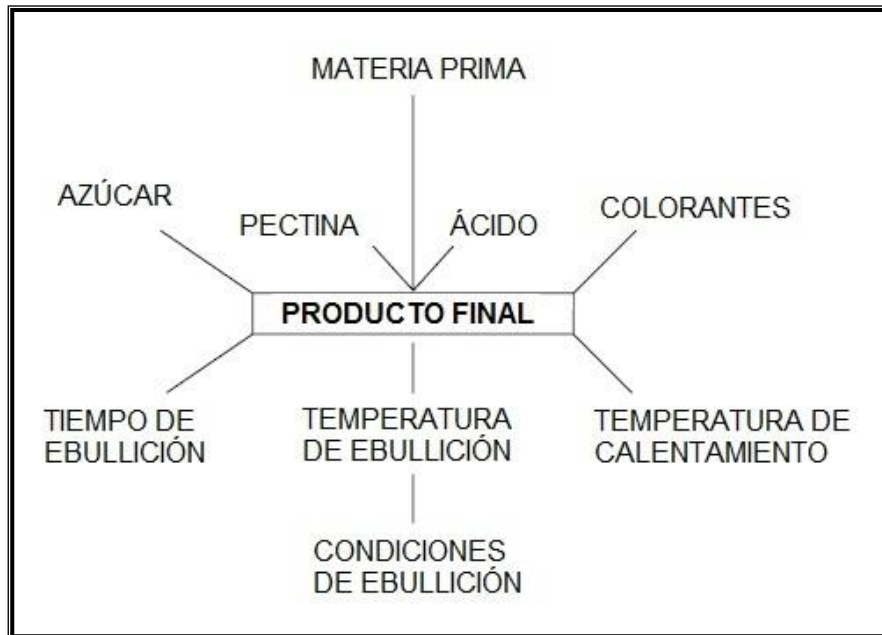 MATERIA PRIMA
AZÚCAR
PECTINA
ÁCIDO
COLORANTES
PRODUCTO FINAL
TIEMPO DE
EBULLICIÓN
TEMPERATURA
DE EBULLICIÓN
TEMPERATURA DE
CALENTAMIENTO
CONDICIONES
DE EBULLICIÓN